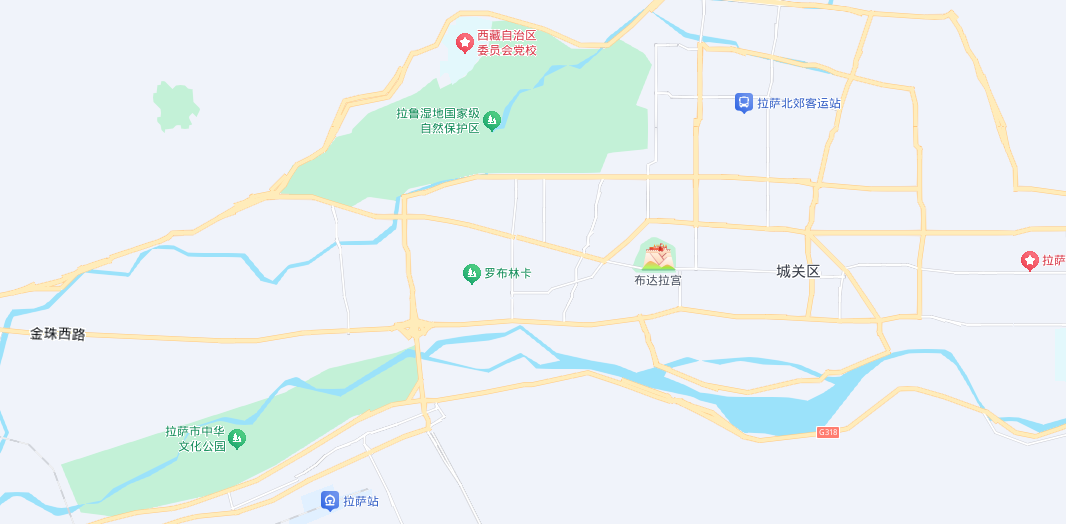 西藏自治区
委员会党校
拉萨北郊客运站
拉鲁湿地国家级
自然保护区
罗布林卡
布达拉宫
城关区
拉萨
金珠西路
拉萨市中华
文化公园
G318
拉萨站